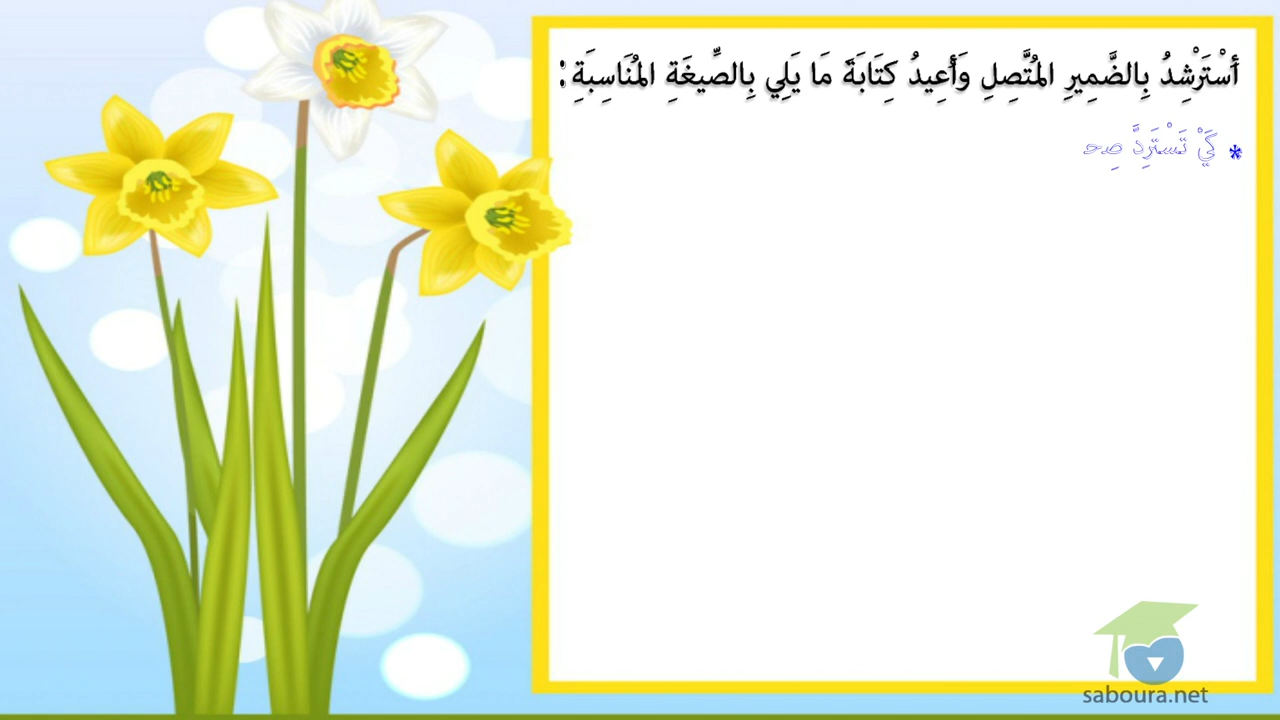 أَسْتَرْشِدُ بِالضَّمِيرِ المُتَّصِلِ وَأُعِيدُ كِتَابَةَ مَا يَلِي بِالصِّيغَةِ المُنَاسِبَةِ:
* كَيْ تَسْتَرِدَّ صِحـ
saboura.net